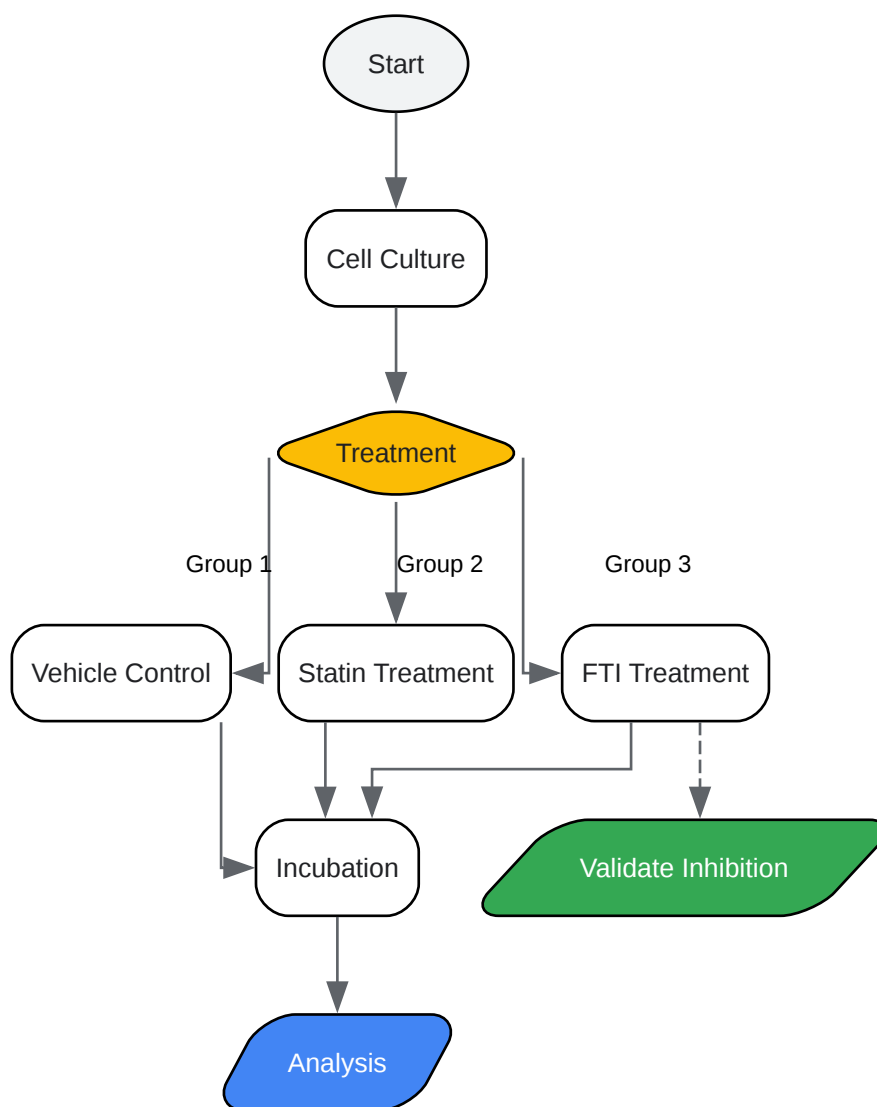 Start
Cell Culture
Treatment
Group 1
Group 2
Group 3
Vehicle Control
Statin Treatment
FTI Treatment
Incubation
Validate Inhibition
Analysis